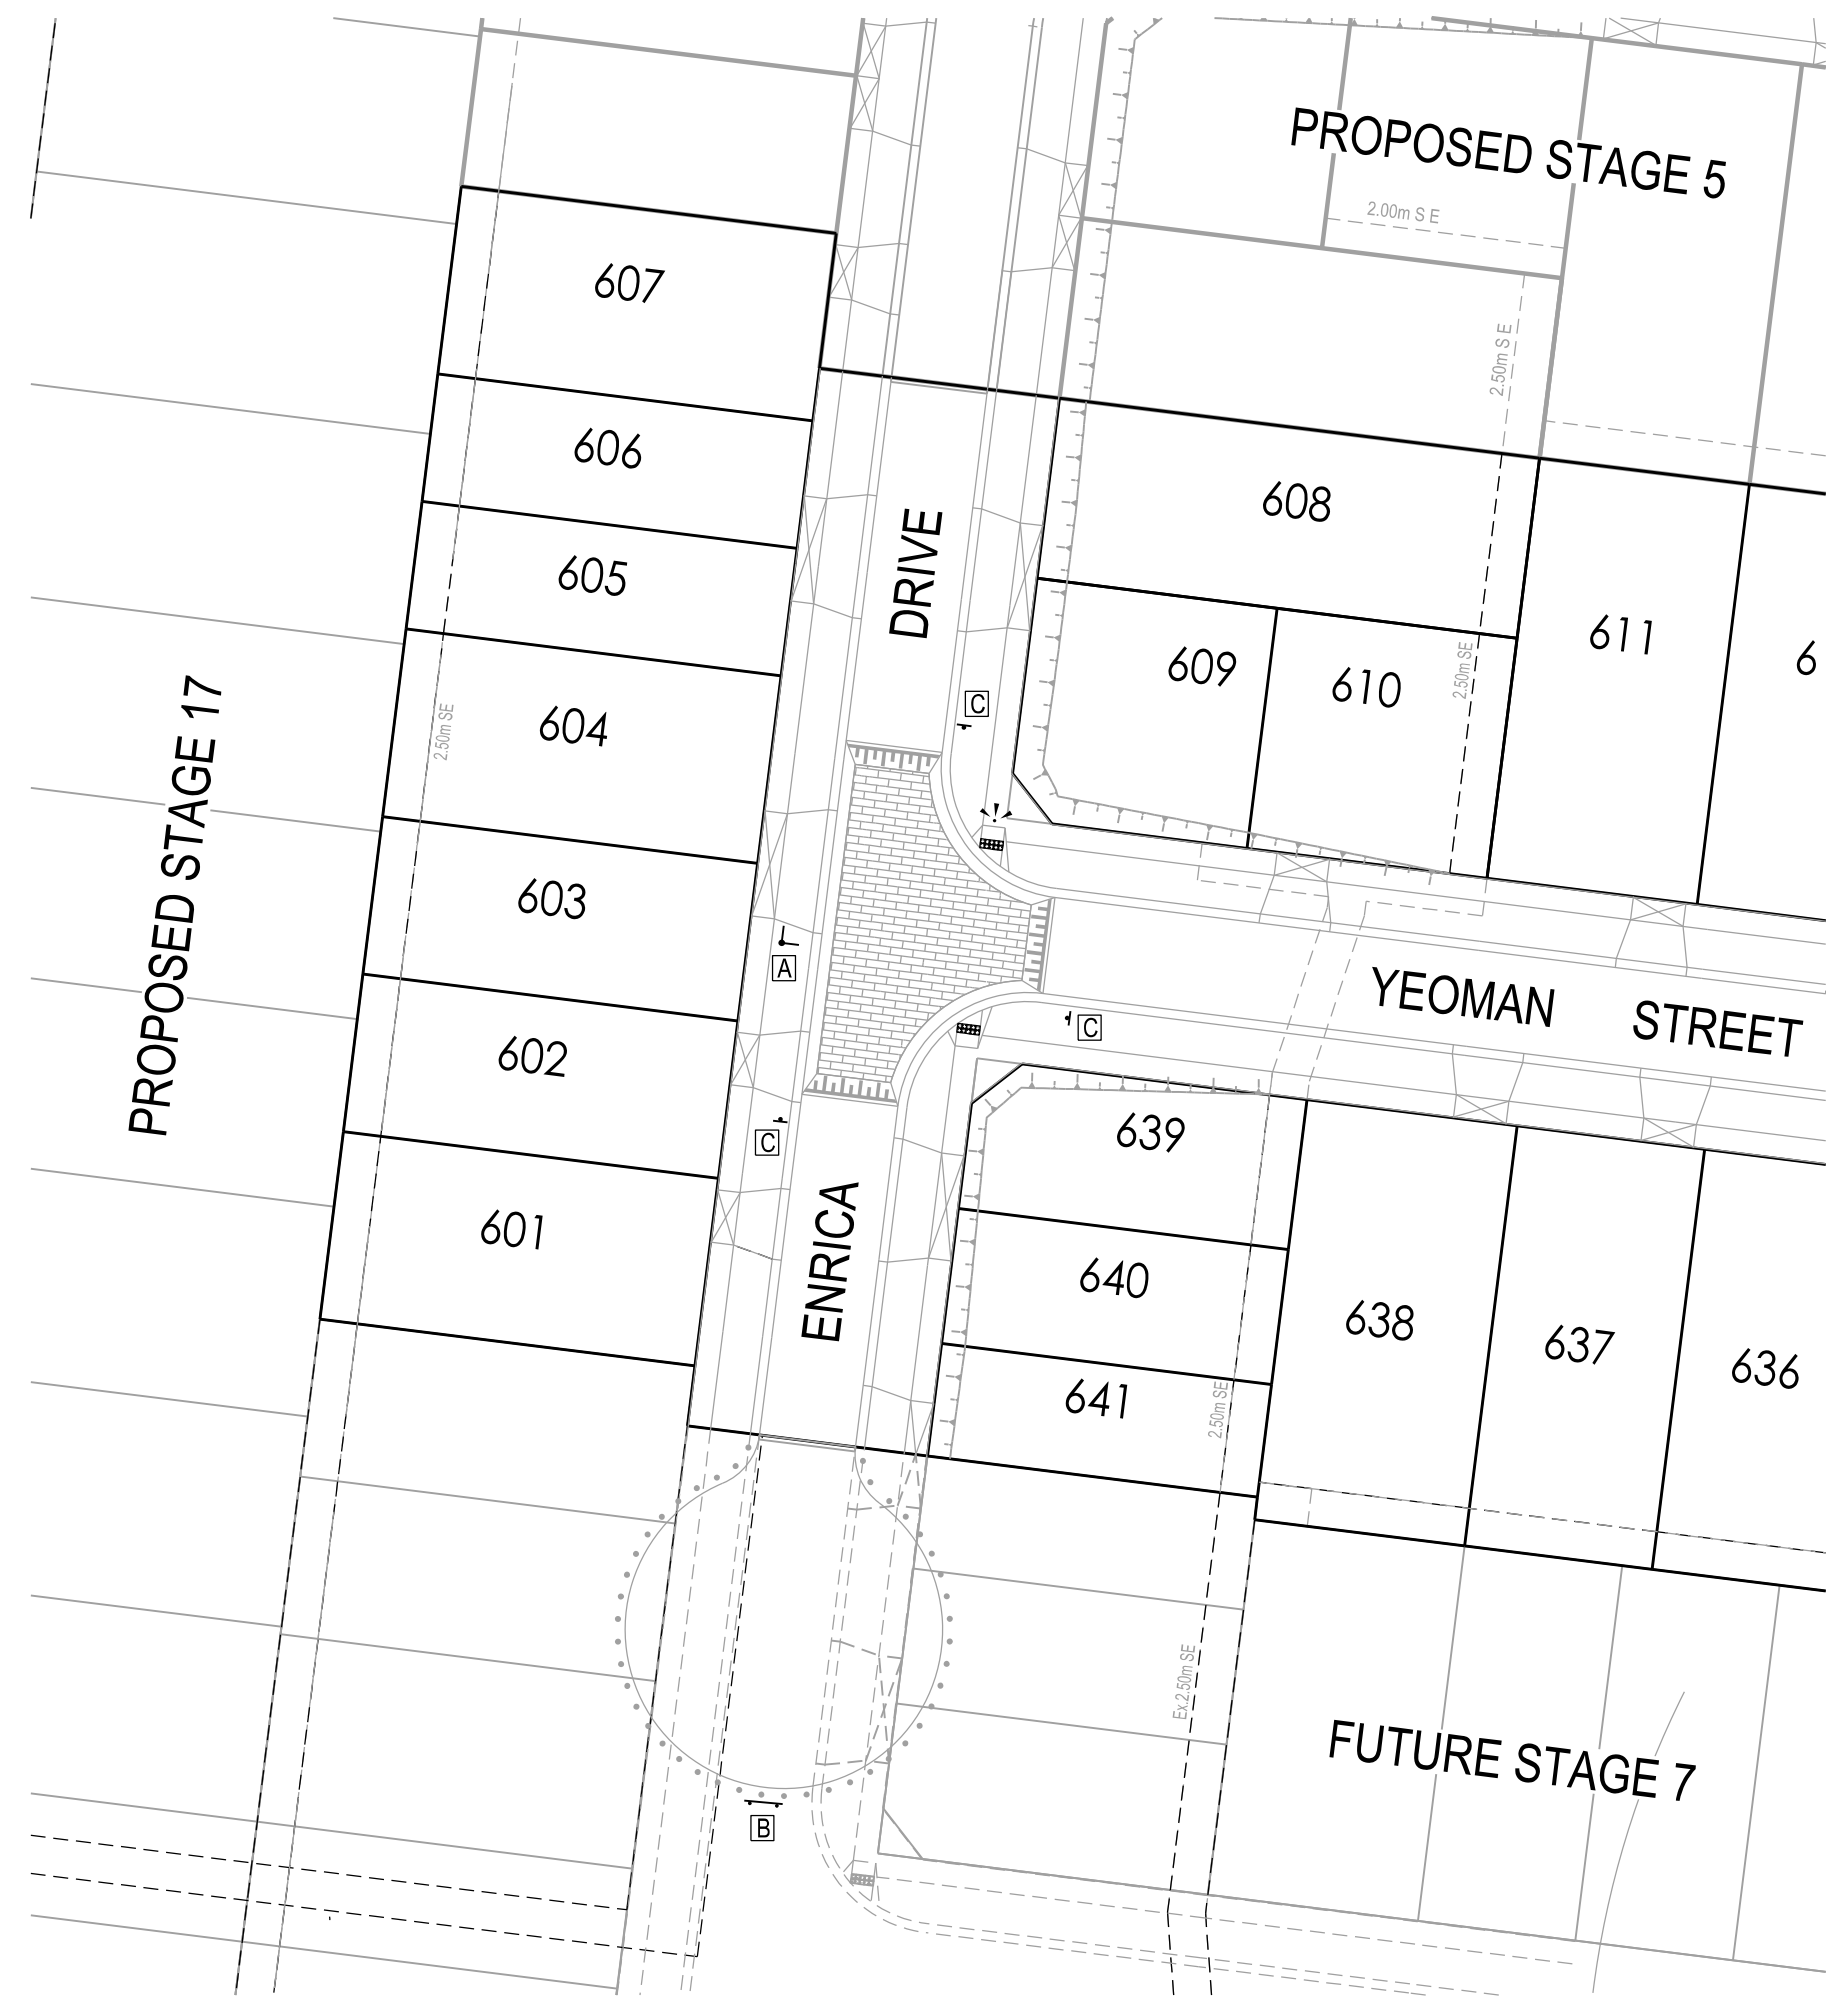 PROPOSED STAGE 5
2.00m S E
607
2.50m S E
606
608
605
DRIVE
611
6
609
610
2.50m SE
604
2.50m SE
C
PROPOSED STAGE 17
603
A
YEOMAN STREET
C
602
639
C
601
ENRICA
640
638
637
636
641
2.50m SE
Ex.2.50m SE
FUTURE STAGE 7
B